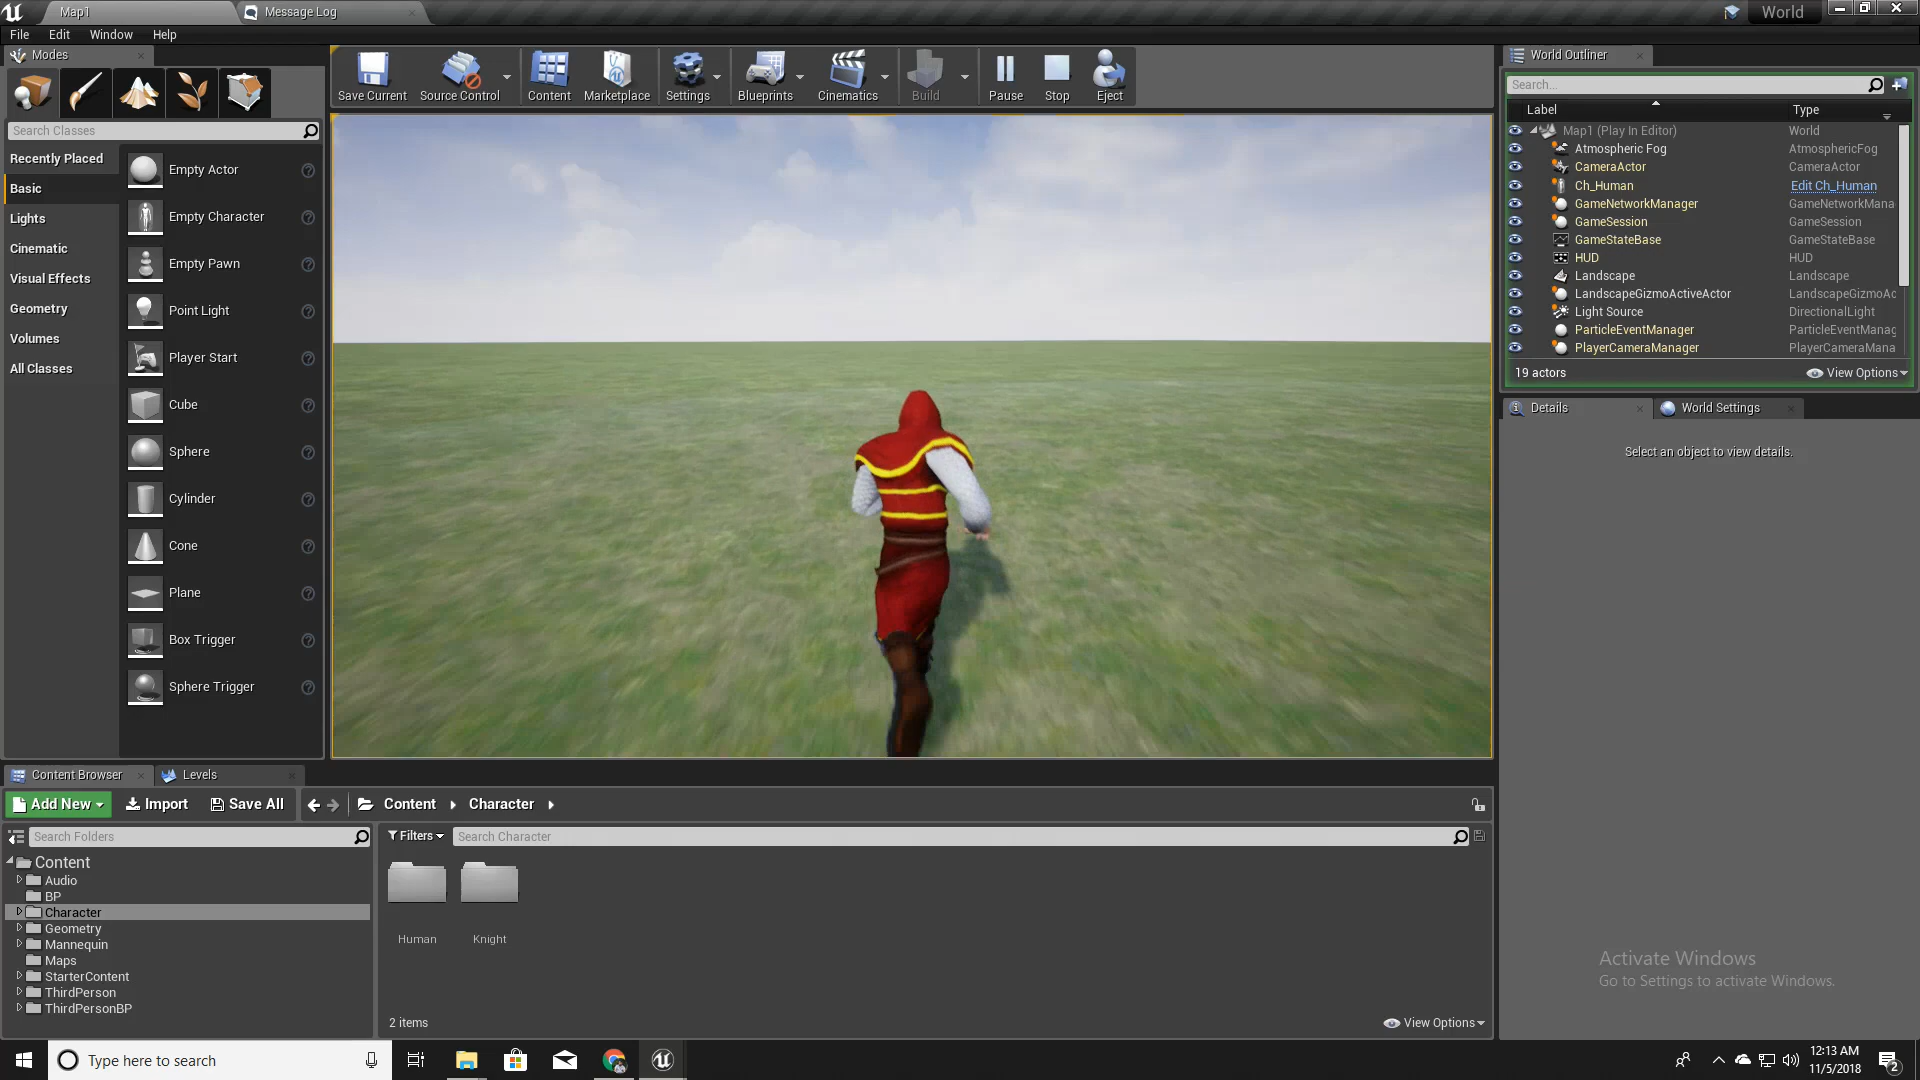 Map1
Message Log
World
File Edit Window Help
Modes
Save Current
Source Control
Content
Marketplace
Settings
Blueprints
Cinematics
Build
Pause
Stop
Eject
Search Classes
Recently Placed
Basic
Lights
Cinematic
Visual Effects
Geometry
Volumes
All Classes
Empty Actor
Empty Character
Empty Pawn
Point Light
Player Start
Cube
Sphere
Cylinder
Cone
Plane
Box Trigger
Sphere Trigger
World Outliner
Search...
Label Type
Map1 (Play In Editor) World
Atmospheric Fog AtmosphericFog
CameraActor CameraActor
Ch_Human Edit Ch_Human
GameNetworkManager GameNetworkMana
GameSession GameSession
GameStateBase GameStateBase
HUD HUD
Landscape Landscape
LandscapeGizmoActiveActor LandscapeGizmoAc
Light Source DirectionalLight
ParticleEventManager ParticleEventManag
PlayerCameraManager PlayerCameraMana
19 actors View Options
Details
World Settings
Select an object to view details.
Content Browser
Levels
Add New Import Save All Content Character
Search Folders
Content
Audio
BP
Character
Geometry
Mannequin
Maps
StarterContent
ThirdPerson
ThirdPersonBP
Filters Search Character
Human
Knight
2 items View Options
Activate Windows
Go to Settings to activate Windows.
Type here to search
12:13 AM
11/5/2018
2